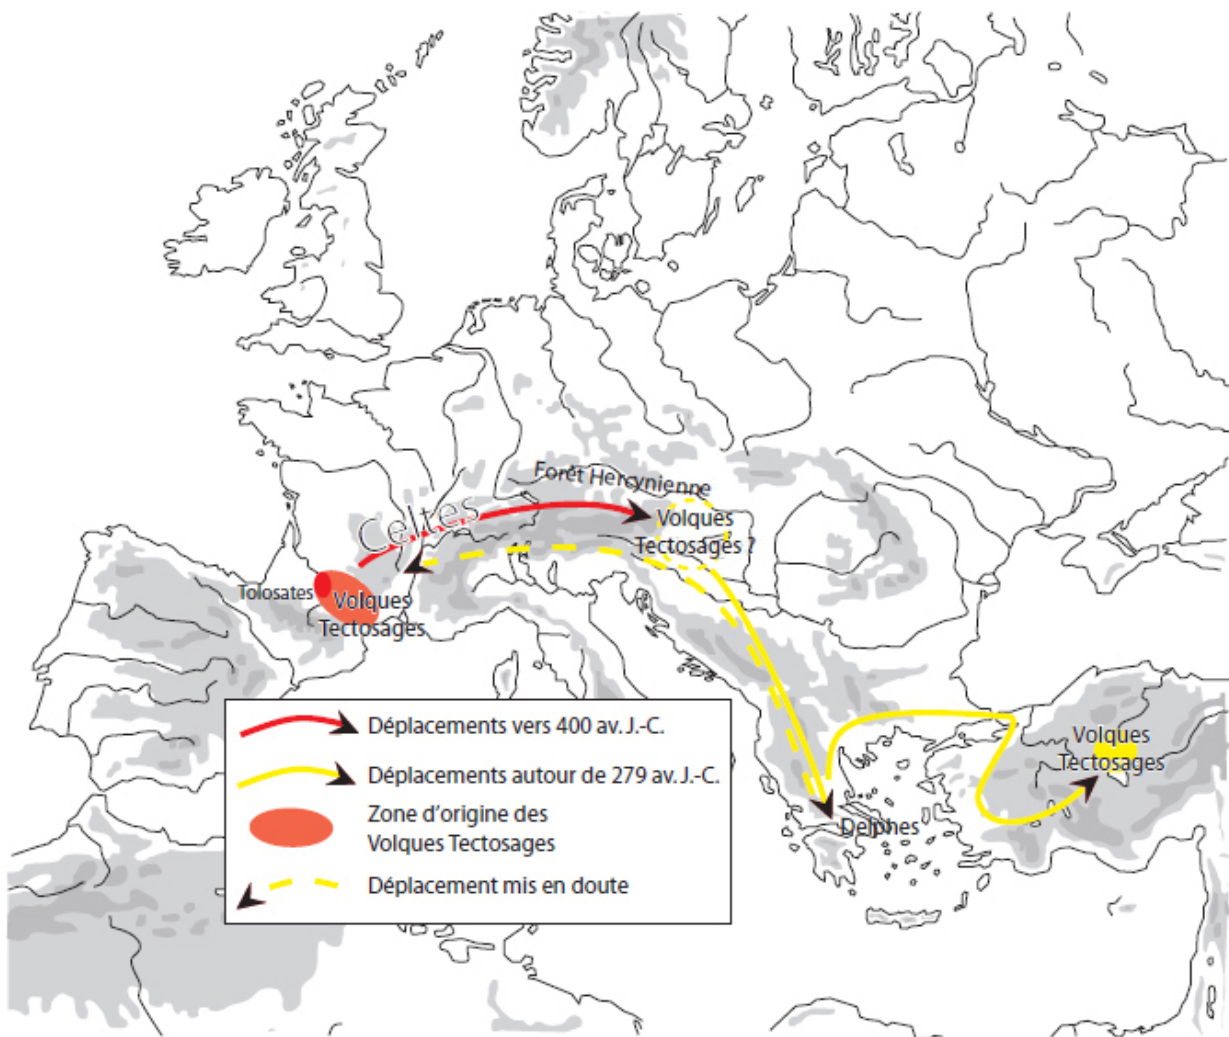 Forêt Hercynienne
Celtes
Volques
Tectosages ?
Tolosates
Volques
Tectosages
Déplacements vers 400 av. J.-C.
Déplacements autour de 279 av. J.-C.
Zone d'origine des
Volques Tectosages
Déplacement mis en doute
Volques
Tectosages
Delphes